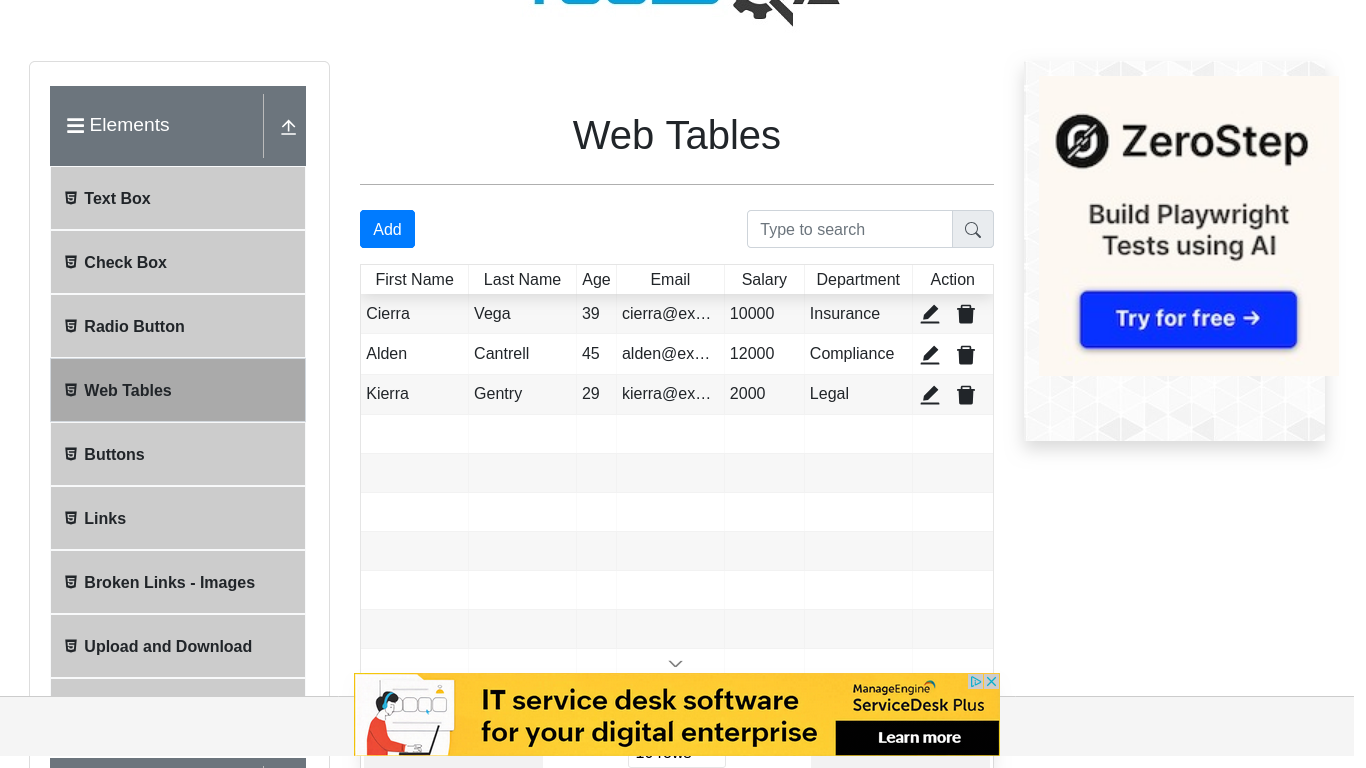 Elements
Text Box
Check Box
Radio Button
Web Tables
Buttons
Links
Broken Links - Images
Upload and Download
Web Tables
Add
Type to search
First Name Last Name Age Email Salary Department Action
Cierra Vega 39 cierra@ex… 10000 Insurance
Alden Cantrell 45 alden@ex… 12000 Compliance
Kierra Gentry 29 kierra@ex… 2000 Legal
ZeroStep
Build Playwright
Tests using AI
Try for free →
IT service desk software
for your digital enterprise
ManageEngine
ServiceDesk Plus
Learn more